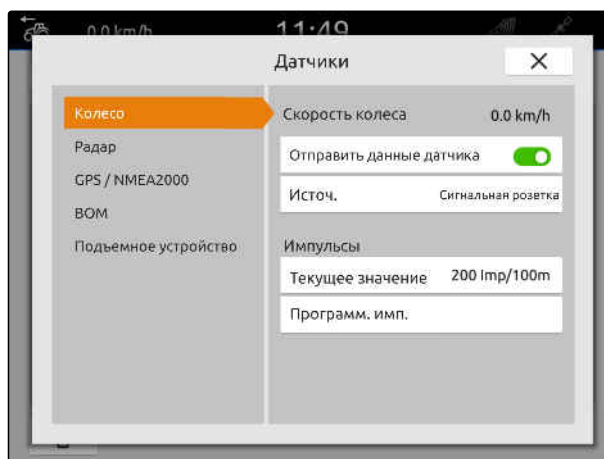 0.0 km/h
11:49
Датчики
Колесо
Радар
GPS / NMEA2000
ВОМ
Подъемное устройство
Скорость колеса 0.0 km/h
Отправить данные датчика
Источ. Сигнальная розетка
Импульсы
Текущее значение 200 Imp/100m
Программ. имп.